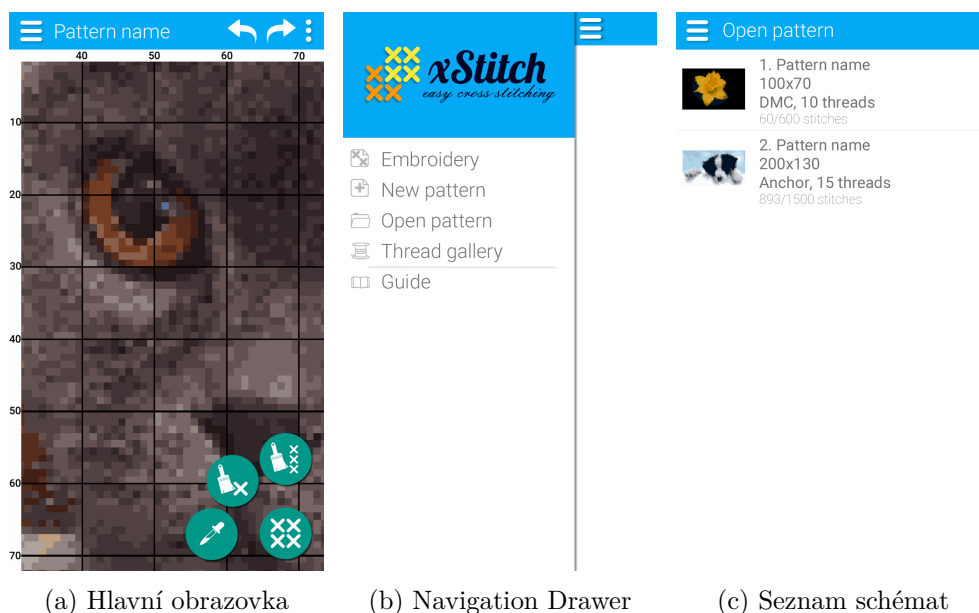 Pattern name
40 50 60 70
10
20
30
40
50
60
70
(a) Hlavní obrazovka
xStitch
easy cross-stitching
Embroidery
New pattern
Open pattern
Thread gallery
Guide
(b) Navigation Drawer
Open pattern
1. Pattern name
100x70
DMC, 10 threads
60/600 stitches
2. Pattern name
200x130
Anchor, 15 threads
893/1500 stitches
(c) Seznam schémat